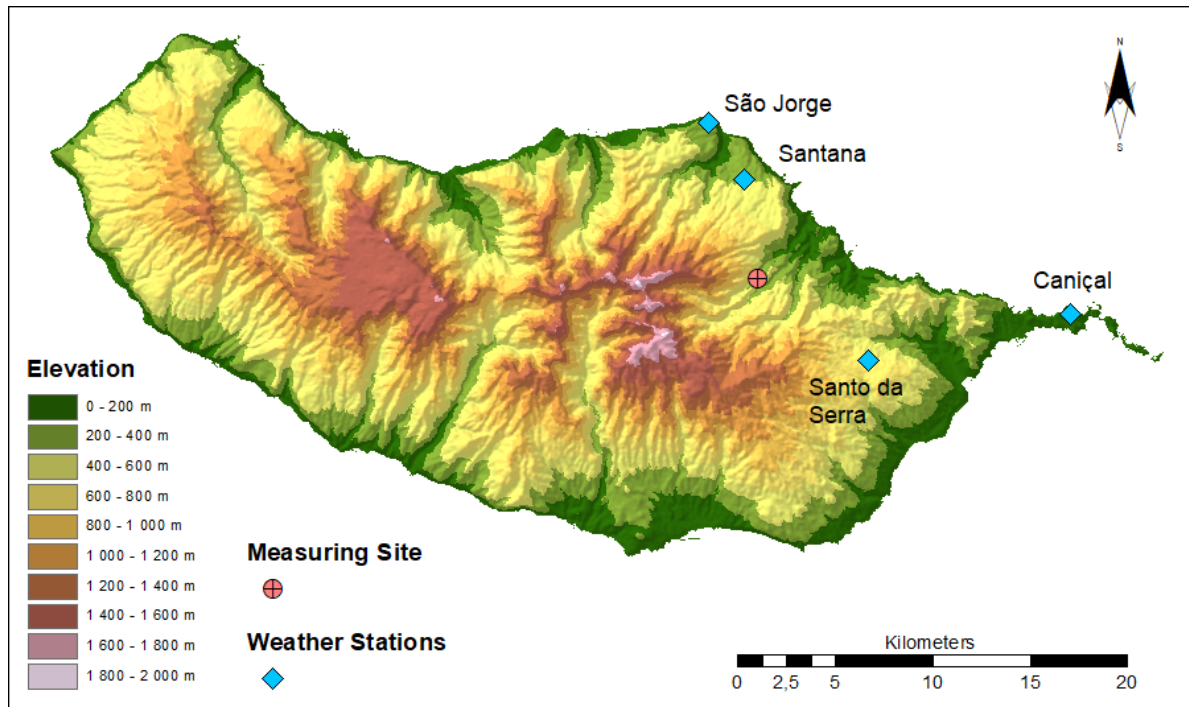 N
S
São Jorge
Santana
Caniçal
Santo da
Serra
Elevation
0 - 200 m
200 - 400 m
400 - 600 m
600 - 800 m
800 - 1 000 m
1 000 - 1 200 m
1 200 - 1 400 m
1 400 - 1 600 m
1 600 - 1 800 m
1 800 - 2 000 m
Measuring Site
Weather Stations
Kilometers
0 2,5 5 10 15 20